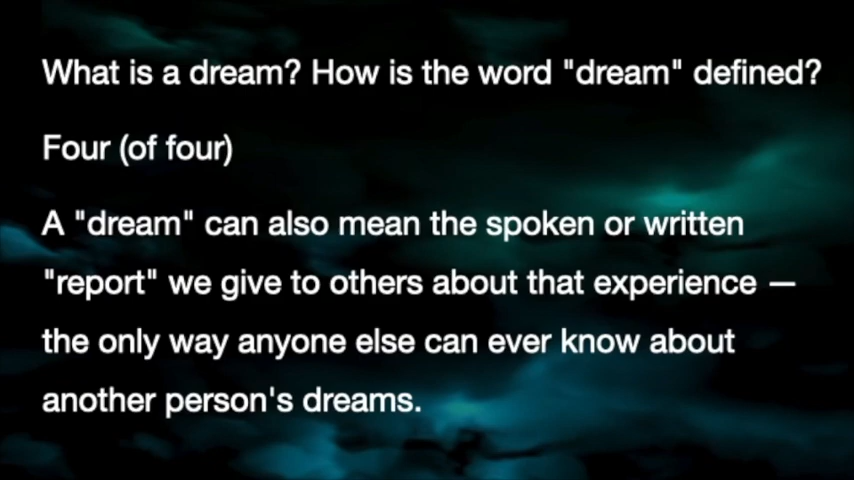 What is a dream? How is the word "dream" defined?
Four (of four)
A "dream" can also mean the spoken or written
"report" we give to others about that experience —
the only way anyone else can ever know about
another person's dreams.